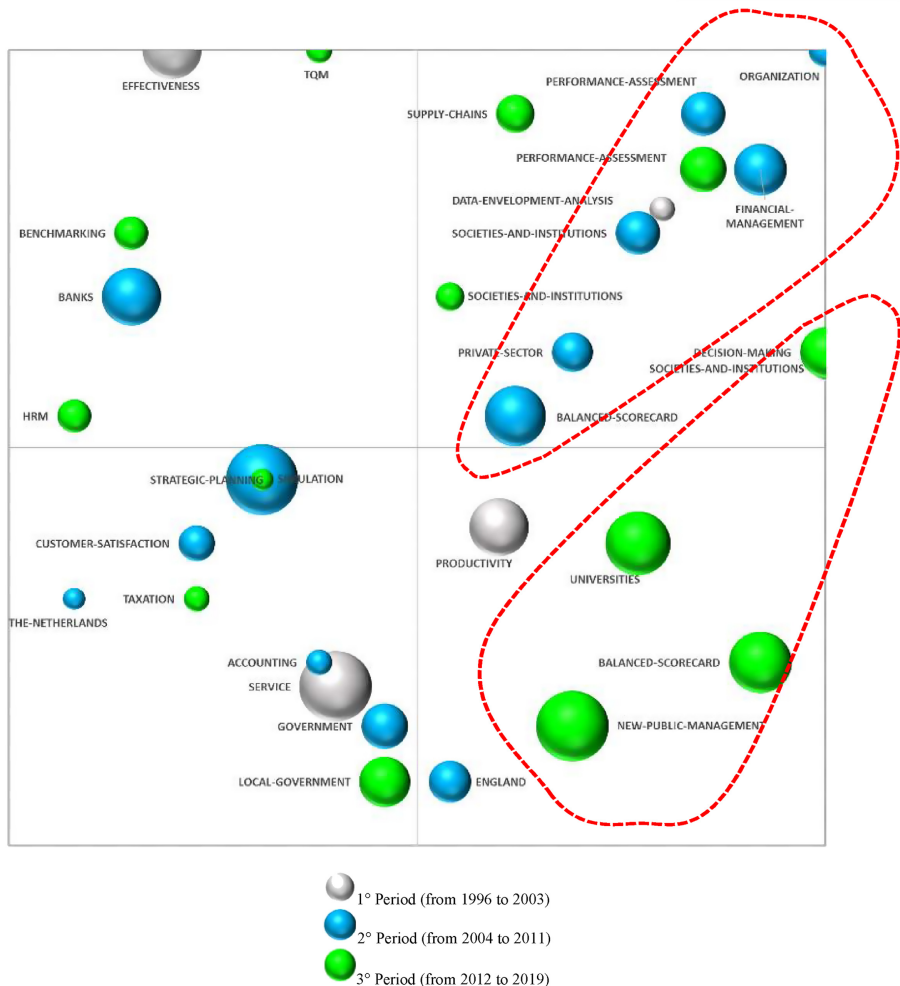 EFFECTIVENESS
TQM
PERFORMANCE-ASSESSMENT
ORGANIZATION
SUPPLY-CHAINS
PERFORMANCE-ASSESSMENT
DATA-ENVELOPMENT-ANALYSIS
FINANCIAL-
MANAGEMENT
BENCHMARKING
SOCIETIES-AND-INSTITUTIONS
BANKS
SOCIETIES-AND-INSTITUTIONS
PRIVATE-SECTOR
DECISION-MAKING
SOCIETIES-AND-INSTITUTIONS
HRM
BALANCED-SCORECARD
STRATEGIC-PLANNING
CUSTOMER-SATISFACTION
PRODUCTIVITY
UNIVERSITIES
TAXATION
THE-NETHERLANDS
ACCOUNTING
BALANCED-SCORECARD
SERVICE
GOVERNMENT
NEW-PUBLIC-MANAGEMENT
LOCAL-GOVERNMENT
ENGLAND
1° Period (from 1996 to 2003)
2° Period (from 2004 to 2011)
3° Period (from 2012 to 2019)